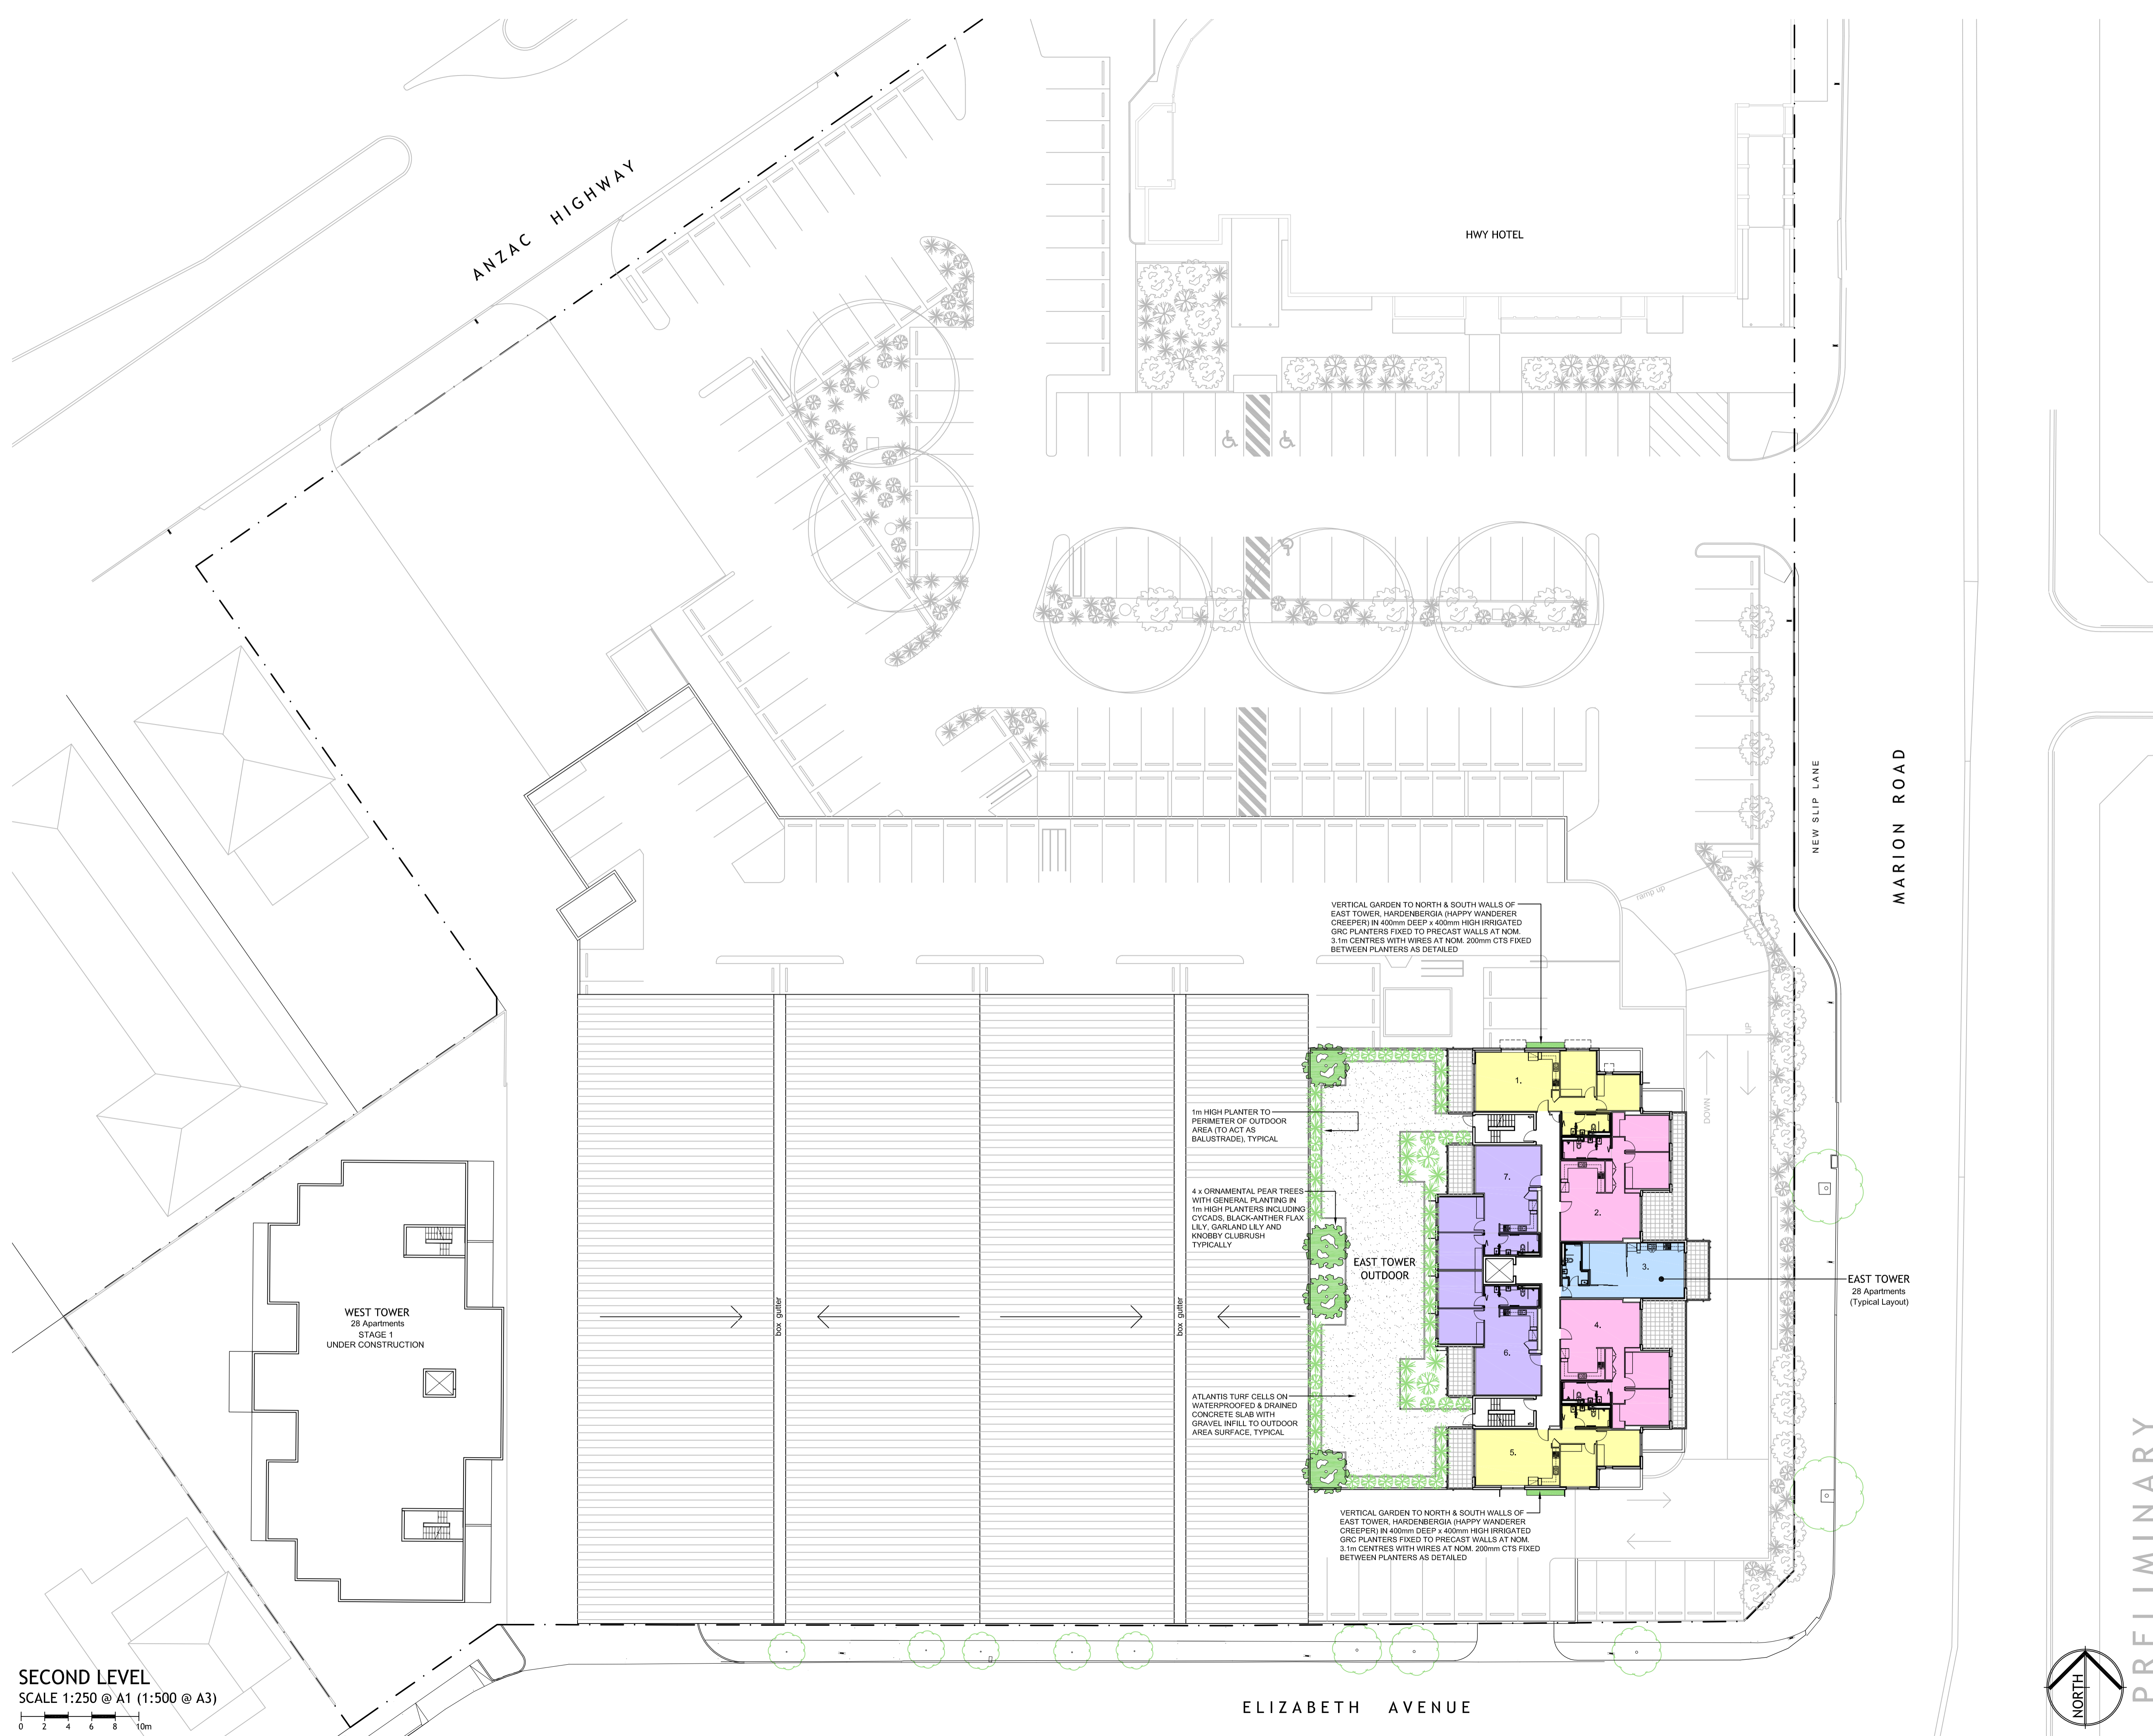 ANZAC HIGHWAY
HWY HOTEL
NEW SLIP LANE
MARION ROAD
ramp up
UP
DOWN
VERTICAL GARDEN TO NORTH & SOUTH WALLS OF
EAST TOWER, HARDENBERGIA (HAPPY WANDERER
CREEPER) IN 400mm DEEP x 400mm HIGH IRRIGATED
GRC PLANTERS FIXED TO PRECAST WALLS AT NOM.
3.1m CENTRES WITH WIRES AT NOM. 200mm CTS FIXED
BETWEEN PLANTERS AS DETAILED
1m HIGH PLANTER TO
PERIMETER OF OUTDOOR
AREA (TO ACT AS
BALUSTRADE), TYPICAL
4 x ORNAMENTAL PEAR TREES
WITH GENERAL PLANTING IN
1m HIGH PLANTERS INCLUDING
CYCADS, BLACK-ANTHER FLAX
LILY, GARLAND LILY AND
KNOBBY CLUBRUSH
TYPICALLY
EAST TOWER
OUTDOOR
1.
7.
2.
3.
4.
6.
5.
EAST TOWER
28 Apartments
(Typical Layout)
WEST TOWER
28 Apartments
STAGE 1
UNDER CONSTRUCTION
box gutter
box gutter
ATLANTIS TURF CELLS ON
WATERPROOFED & DRAINED
CONCRETE SLAB WITH
GRAVEL INFILL TO OUTDOOR
AREA SURFACE, TYPICAL
VERTICAL GARDEN TO NORTH & SOUTH WALLS OF
EAST TOWER, HARDENBERGIA (HAPPY WANDERER
CREEPER) IN 400mm DEEP x 400mm HIGH IRRIGATED
GRC PLANTERS FIXED TO PRECAST WALLS AT NOM.
3.1m CENTRES WITH WIRES AT NOM. 200mm CTS FIXED
BETWEEN PLANTERS AS DETAILED
SECOND LEVEL
SCALE 1:250 @ A1 (1:500 @ A3)
0 2 4 6 8 10m
ELIZABETH AVENUE
NORTH
PRELIMINARY